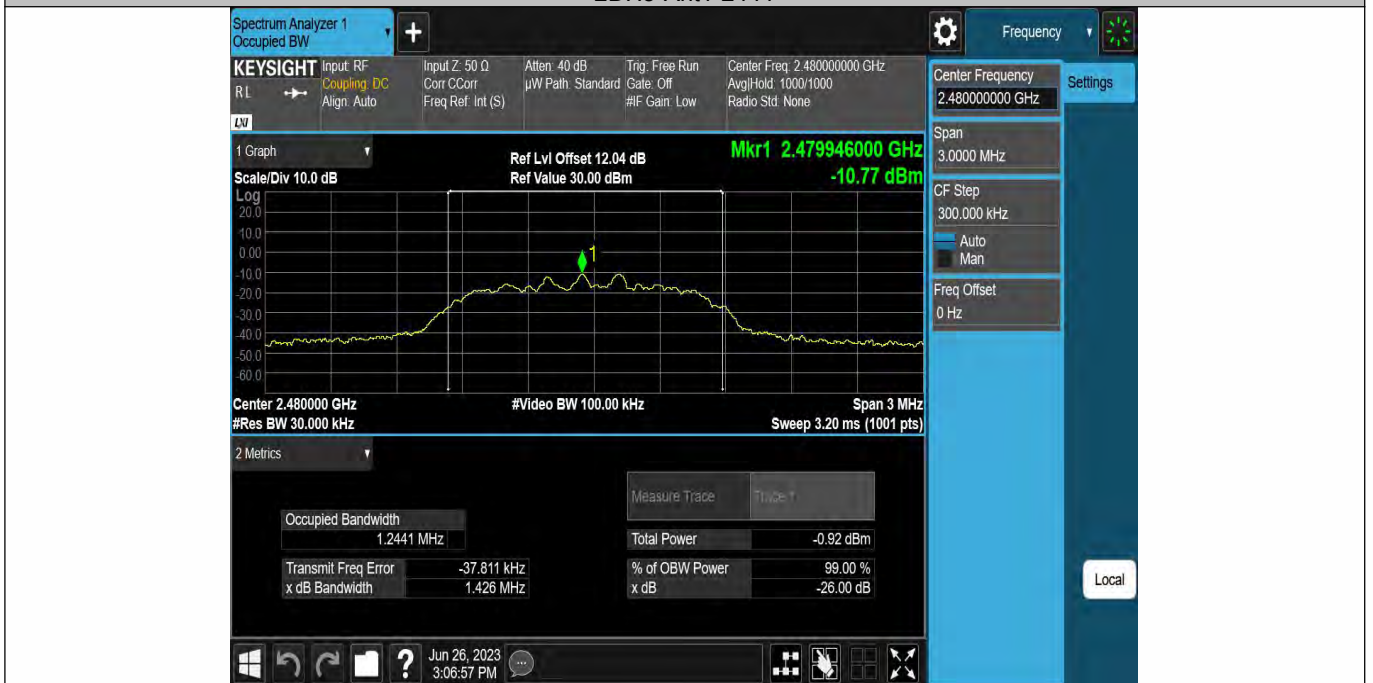 Spectrum Analyzer 1
Occupied BW
Frequency
KEYSIGHT
RL
LXI
Input: RF
Coupling: DC
Align: Auto
Input Z: 50 Ω
Corr CCorr
Freq Ref: Int (S)
Atten: 40 dB
µW Path: Standard
Trig: Free Run
Gate: Off
#IF Gain: Low
Center Freq: 2.480000000 GHz
Avg|Hold: 1000/1000
Radio Std: None
Center Frequency
2.480000000 GHz
Settings
Span
3.0000 MHz
CF Step
300.000 kHz
Auto
Man
Freq Offset
0 Hz
Local
1 Graph
Scale/Div 10.0 dB
Ref Lvl Offset 12.04 dB
Ref Value 30.00 dBm
Mkr1 2.479946000 GHz
-10.77 dBm
Log
20.0
10.0
0.00
-10.0
-20.0
-30.0
-40.0
-50.0
-60.0
1
Center 2.480000 GHz
#Video BW 100.00 kHz
Span 3 MHz
#Res BW 30.000 kHz
Sweep 3.20 ms (1001 pts)
2 Metrics
Measure Trace
Trace 1
Occupied Bandwidth
1.2441 MHz
Total Power
-0.92 dBm
Transmit Freq Error
-37.811 kHz
% of OBW Power
99.00 %
x dB Bandwidth
1.426 MHz
x dB
-26.00 dB
Jun 26, 2023
3:06:57 PM